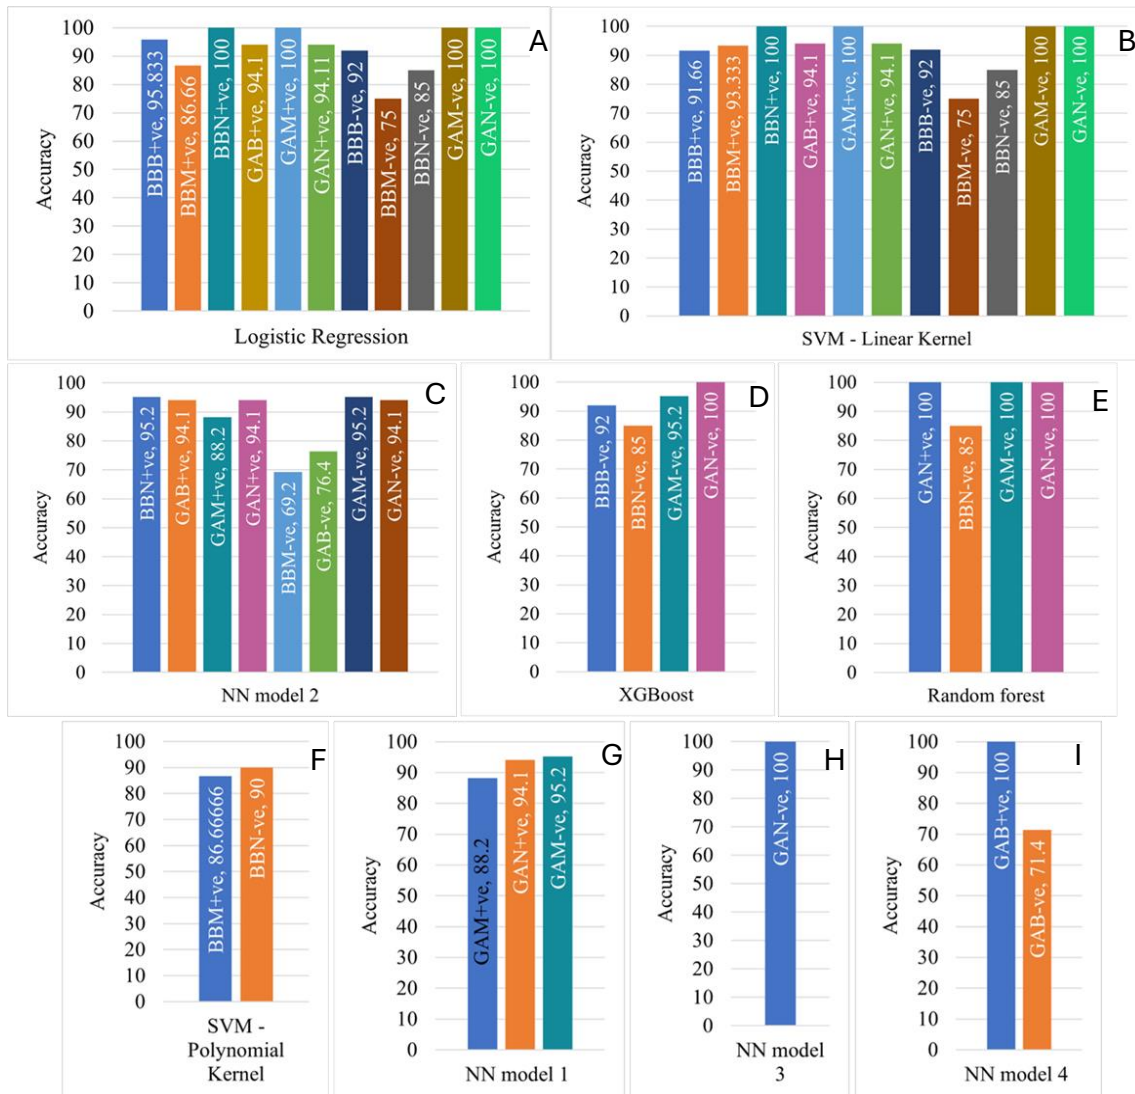 A
100
90
80
70
60
50
40
30
20
10
0
Accuracy
BBB+ve, 95.833
BBM+ve, 86.66
BBN+ve, 100
GAB+ve, 94.1
GAM+ve, 100
GAN+ve, 94.11
BBB-ve, 92
BBM-ve, 75
BBN-ve, 85
GAM-ve, 100
GAN-ve, 100
Logistic Regression
B
100
90
80
70
60
50
40
30
20
10
0
Accuracy
BBB+ve, 91.66
BBM+ve, 93.333
BBN+ve, 100
GAB+ve, 94.1
GAM+ve, 100
GAN+ve, 94.1
BBB-ve, 92
BBM-ve, 75
BBN-ve, 85
GAM-ve, 100
GAN-ve, 100
SVM - Linear Kernel
C
100
90
80
70
60
50
40
30
20
10
0
Accuracy
BBN+ve, 95.2
GAB+ve, 94.1
GAM+ve, 88.2
GAN+ve, 94.1
BBM-ve, 69.2
GAB-ve, 76.4
GAM-ve, 95.2
GAN-ve, 94.1
NN model 2
D
100
90
80
70
60
50
40
30
20
10
0
Accuracy
BBB-ve, 92
BBN-ve, 85
GAM-ve, 95.2
GAN-ve, 100
XGBoost
E
100
90
80
70
60
50
40
30
20
10
0
Accuracy
GAN+ve, 100
BBN-ve, 85
GAM-ve, 100
GAN-ve, 100
Random forest
F
100
90
80
70
60
50
40
30
20
10
0
Accuracy
BBM+ve, 86.66666
BBN-ve, 90
SVM -
Polynomial
Kernel
G
100
90
80
70
60
50
40
30
20
10
0
Accuracy
GAM+ve, 88.2
GAN+ve, 94.1
GAM-ve, 95.2
NN model 1
H
100
90
80
70
60
50
40
30
20
10
0
Accuracy
GAN-ve, 100
NN model
3
I
100
90
80
70
60
50
40
30
20
10
0
Accuracy
GAB+ve, 100
GAB-ve, 71.4
NN model 4